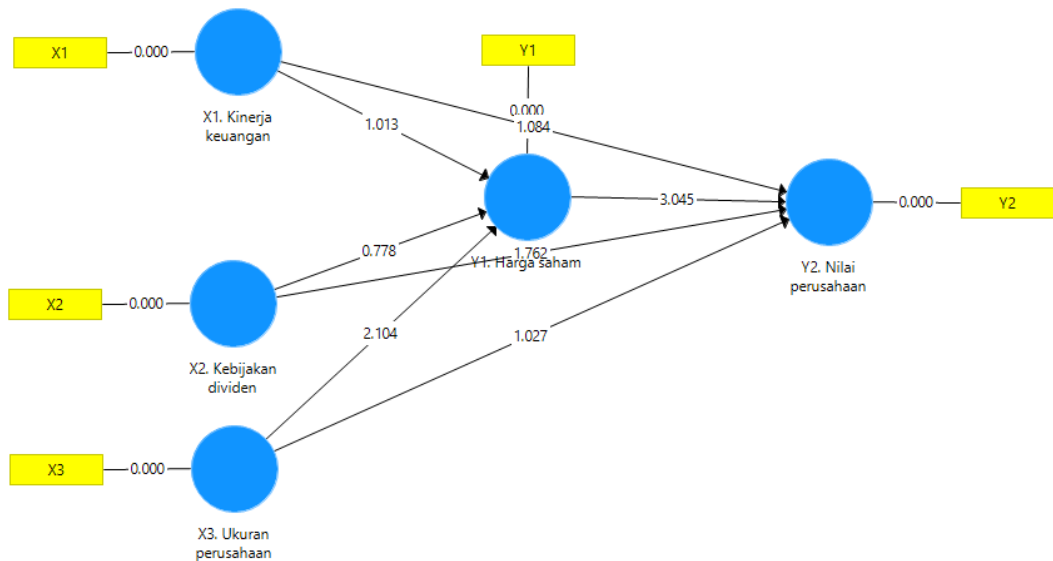 X1
0.000
X1. Kinerja
keuangan
Y1
0.000
1.084
1.013
3.045
0.000
Y2
0.778
1.762
Y1. Harga saham
Y2. Nilai
perusahaan
X2
0.000
X2. Kebijakan
dividen
2.104
1.027
X3
0.000
X3. Ukuran
perusahaan